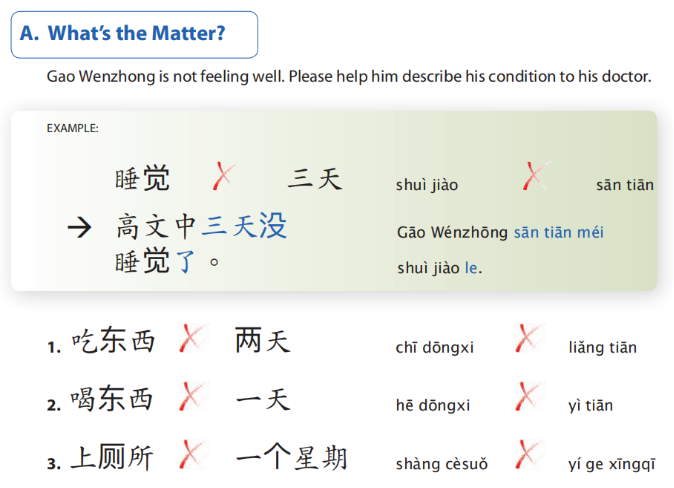 A. What's the Matter?
Gao Wenzhong is not feeling well. Please help him describe his condition to his doctor.
EXAMPLE:
睡觉 三天 shuì jiào sān tiān
→ 高文中三天没 Gāo Wénzhōng sān tiān méi
睡觉了。 shuì jiào le.
1. 吃东西 两天 chī dōngxi liǎng tiān
2. 喝东西 一天 hē dōngxi yì tiān
3. 上厕所 一个星期 shàng cèsuǒ yí ge xīngqī